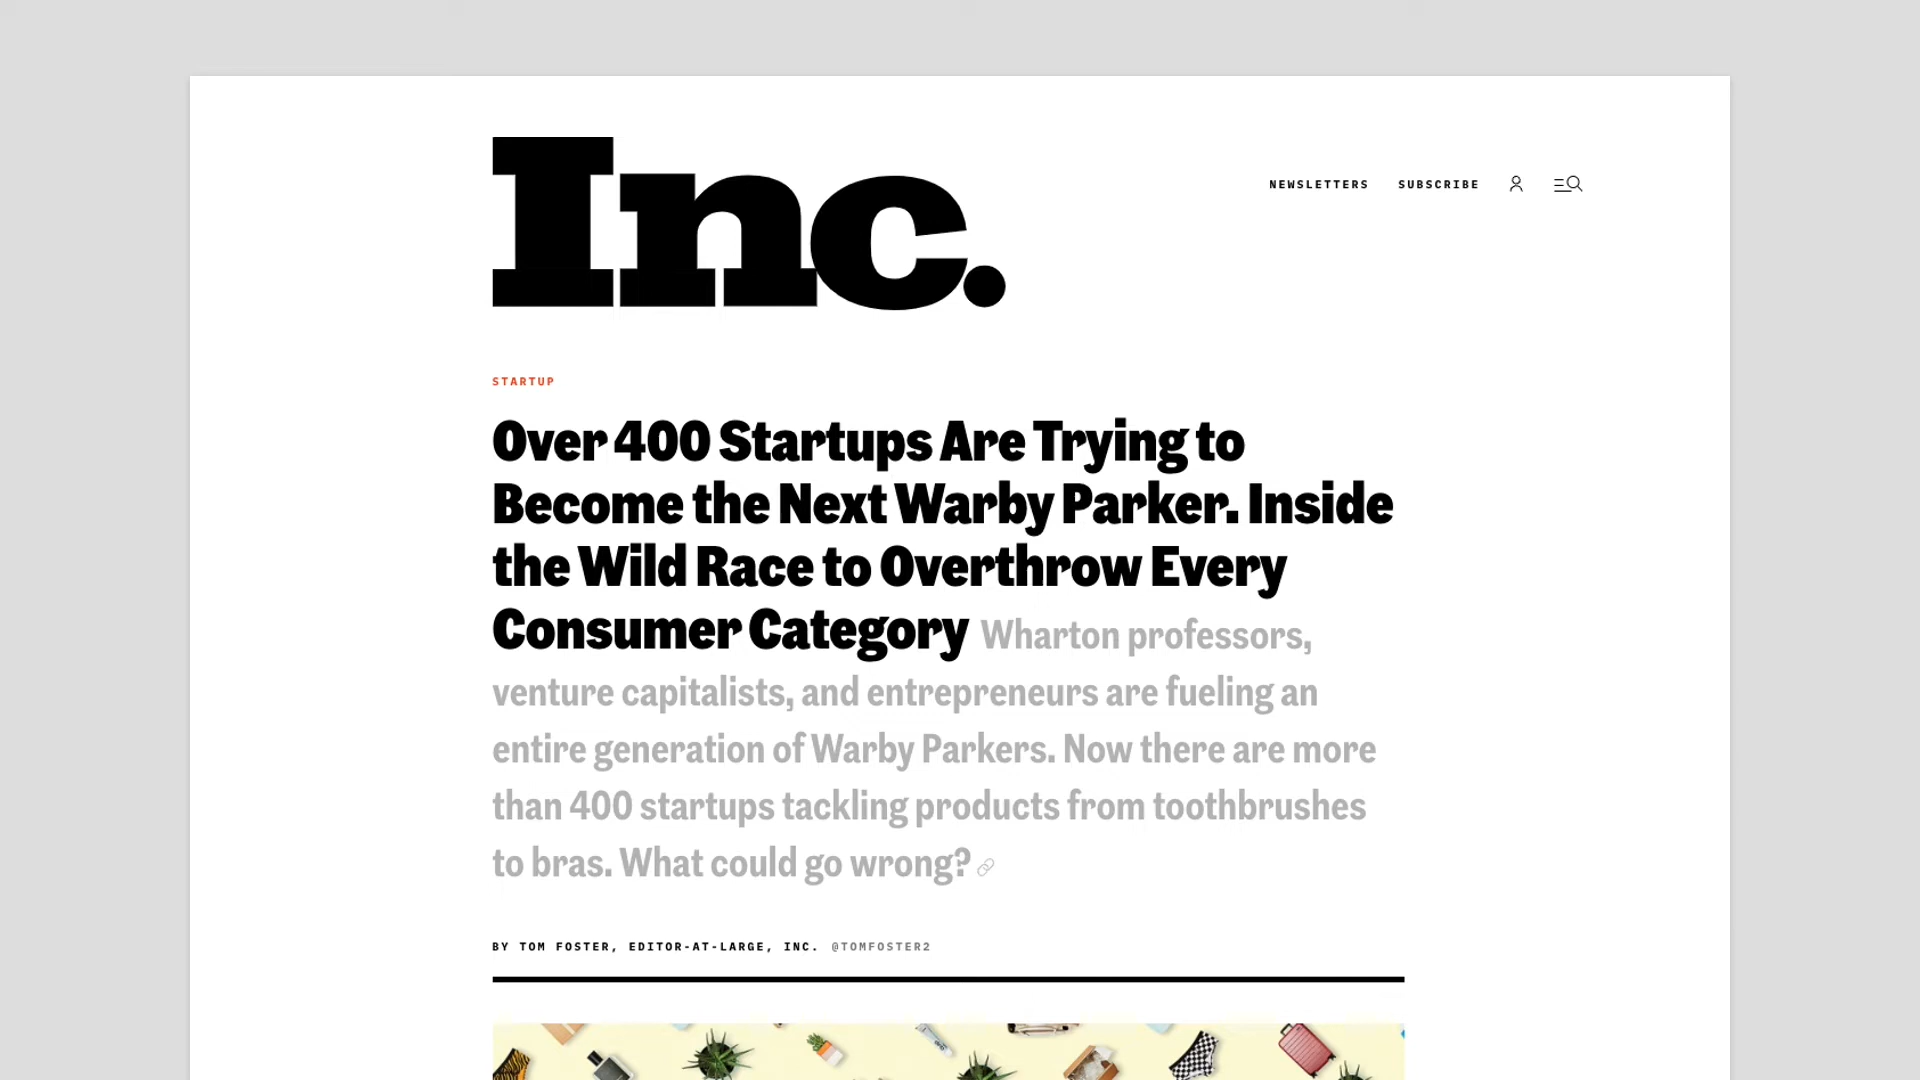 Inc.
NEWSLETTERS SUBSCRIBE
STARTUP
Over 400 Startups Are Trying to
Become the Next Warby Parker. Inside
the Wild Race to Overthrow Every
Consumer Category Wharton professors,
venture capitalists, and entrepreneurs are fueling an
entire generation of Warby Parkers. Now there are more
than 400 startups tackling products from toothbrushes
to bras. What could go wrong?
BY TOM FOSTER, EDITOR-AT-LARGE, INC. @TOMFOSTER2